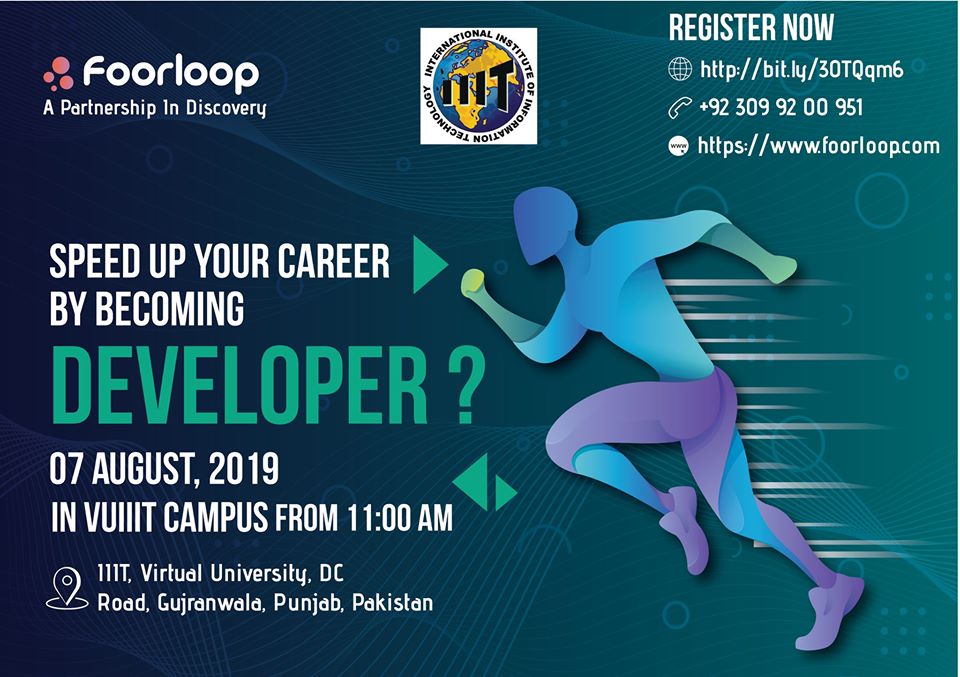 Foorloop
A Partnership In Discovery
INTERNATIONAL INSTITUTE OF INFORMATION TECHNOLOGY
IIIT
REGISTER NOW
http://bit.ly/30TQqm6
+92 309 92 00 951
www
https://www.foorloop.com
SPEED UP YOUR CAREER
BY BECOMING
DEVELOPER ?
07 AUGUST, 2019
IN VUIIIT CAMPUS FROM 11:00 AM
IIIT, Virtual University, DC
Road, Gujranwala, Punjab, Pakistan